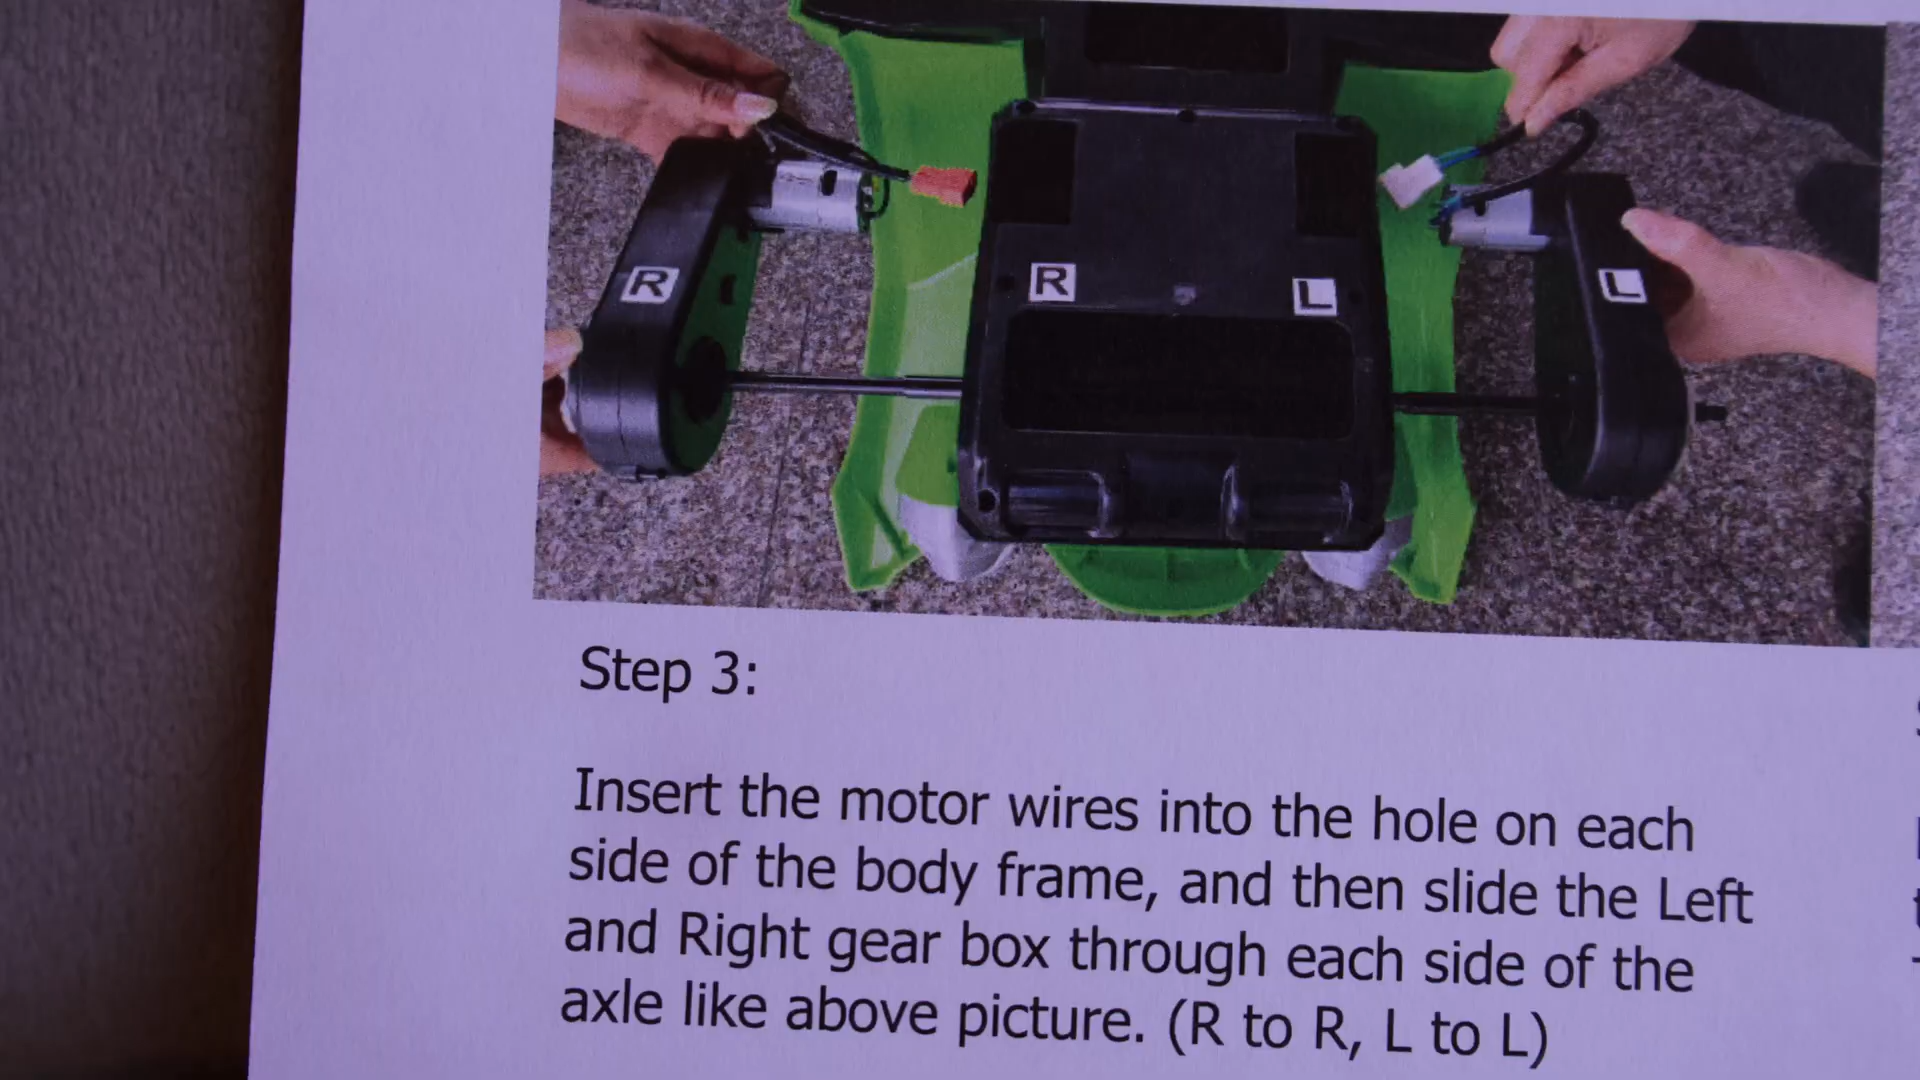 R
R
L
L
Step 3:
Insert the motor wires into the hole on each
side of the body frame, and then slide the Left
and Right gear box through each side of the
axle like above picture. (R to R, L to L)